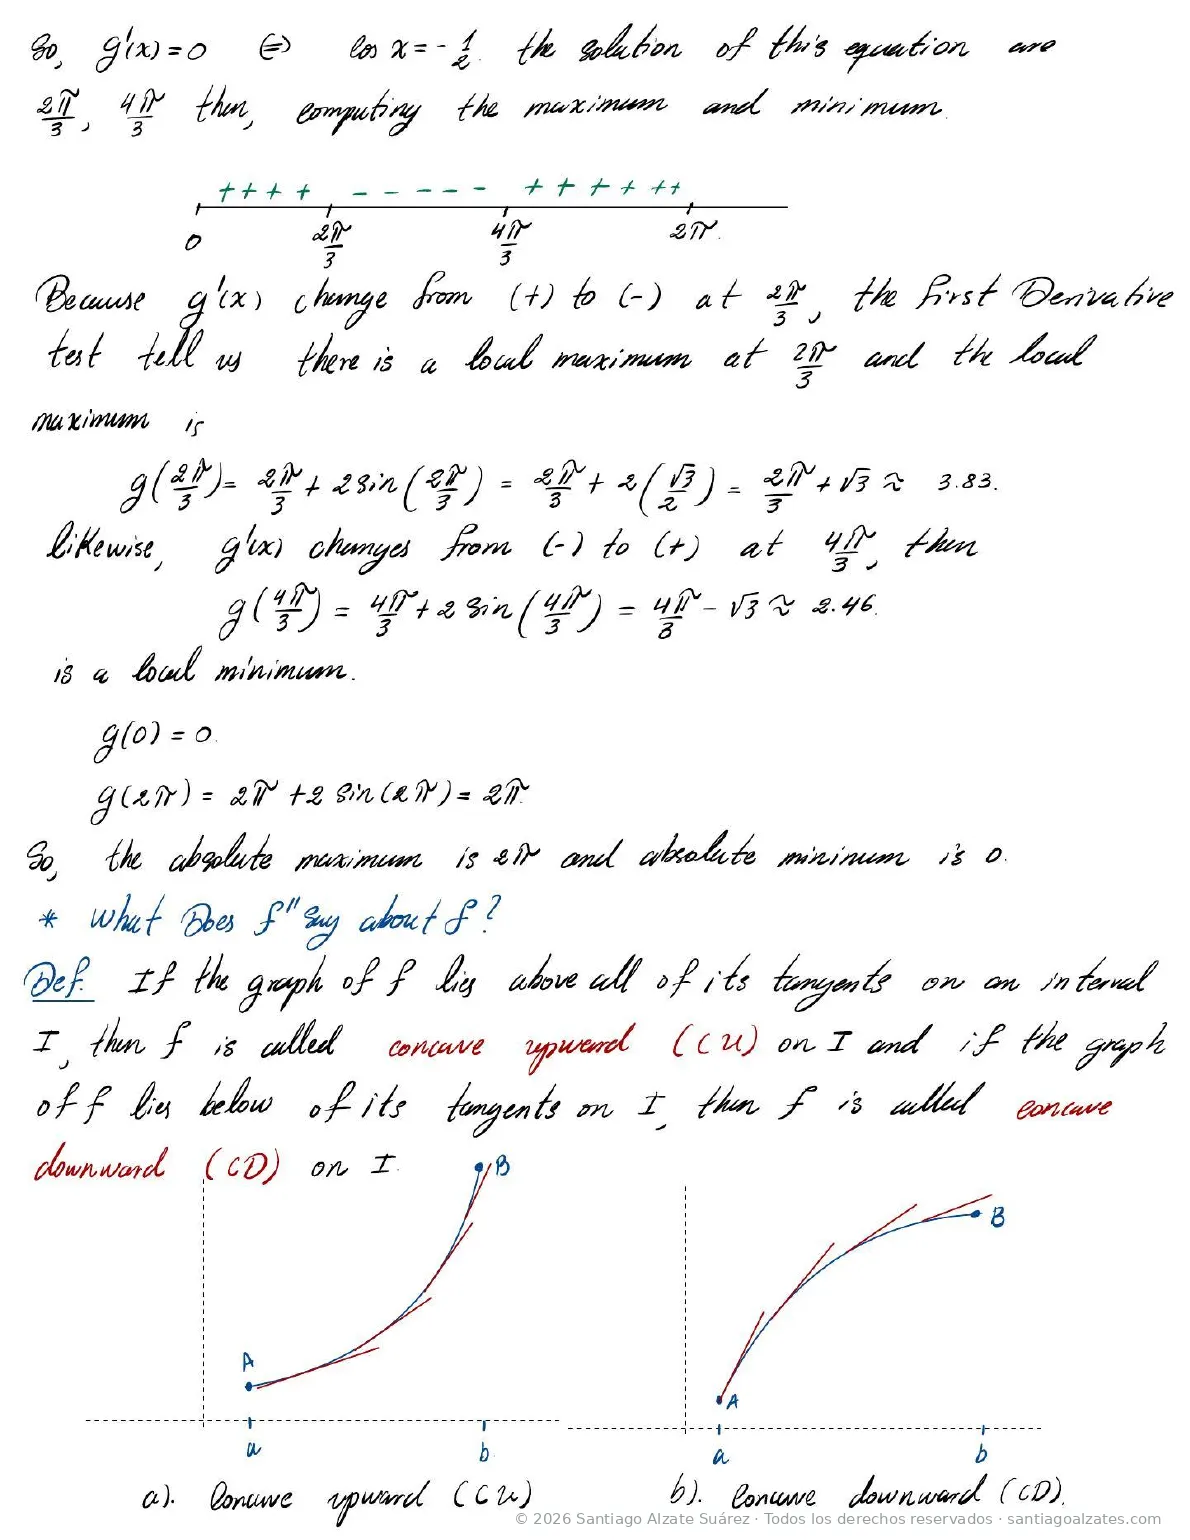 So, g'(x) = 0 ⇔ cos x = - 1/2. the solution of this equation are
2π/3, 4π/3 then, computing the maximum and minimum.
++++ - - - - - ++++++
0 2π/3 4π/3 2π.
Because g'(x) change from (+) to (-) at 2π/3, the First Derivative
test tell us there is a local maximum at 2π/3 and the local
maximum is
g(2π/3) = 2π/3 + 2 sin(2π/3) = 2π/3 + 2(√3/2) = 2π/3 + √3 ≈ 3.83.
likewise, g'(x) changes from (-) to (+) at 4π/3, then
g(4π/3) = 4π/3 + 2 sin(4π/3) = 4π/3 - √3 ≈ 2.46.
is a local minimum.
g(0) = 0.
g(2π) = 2π + 2 sin(2π) = 2π.
So, the absolute maximum is 2π and absolute mininum is 0.
* What Does f'' say about f?
Def. If the graph of f lies above all of its tangents on an interval
I, then f is called concave upward (CU) on I and if the graph
of f lies below of its tangents on I, then f is called concave
downward (CD) on I.
B
B
A
A
a b
a b
a). Concave upward (CU)
b). Concave downward (CD).
© 2026 Santiago Alzate Suárez · Todos los derechos reservados · santiagoalzates.com